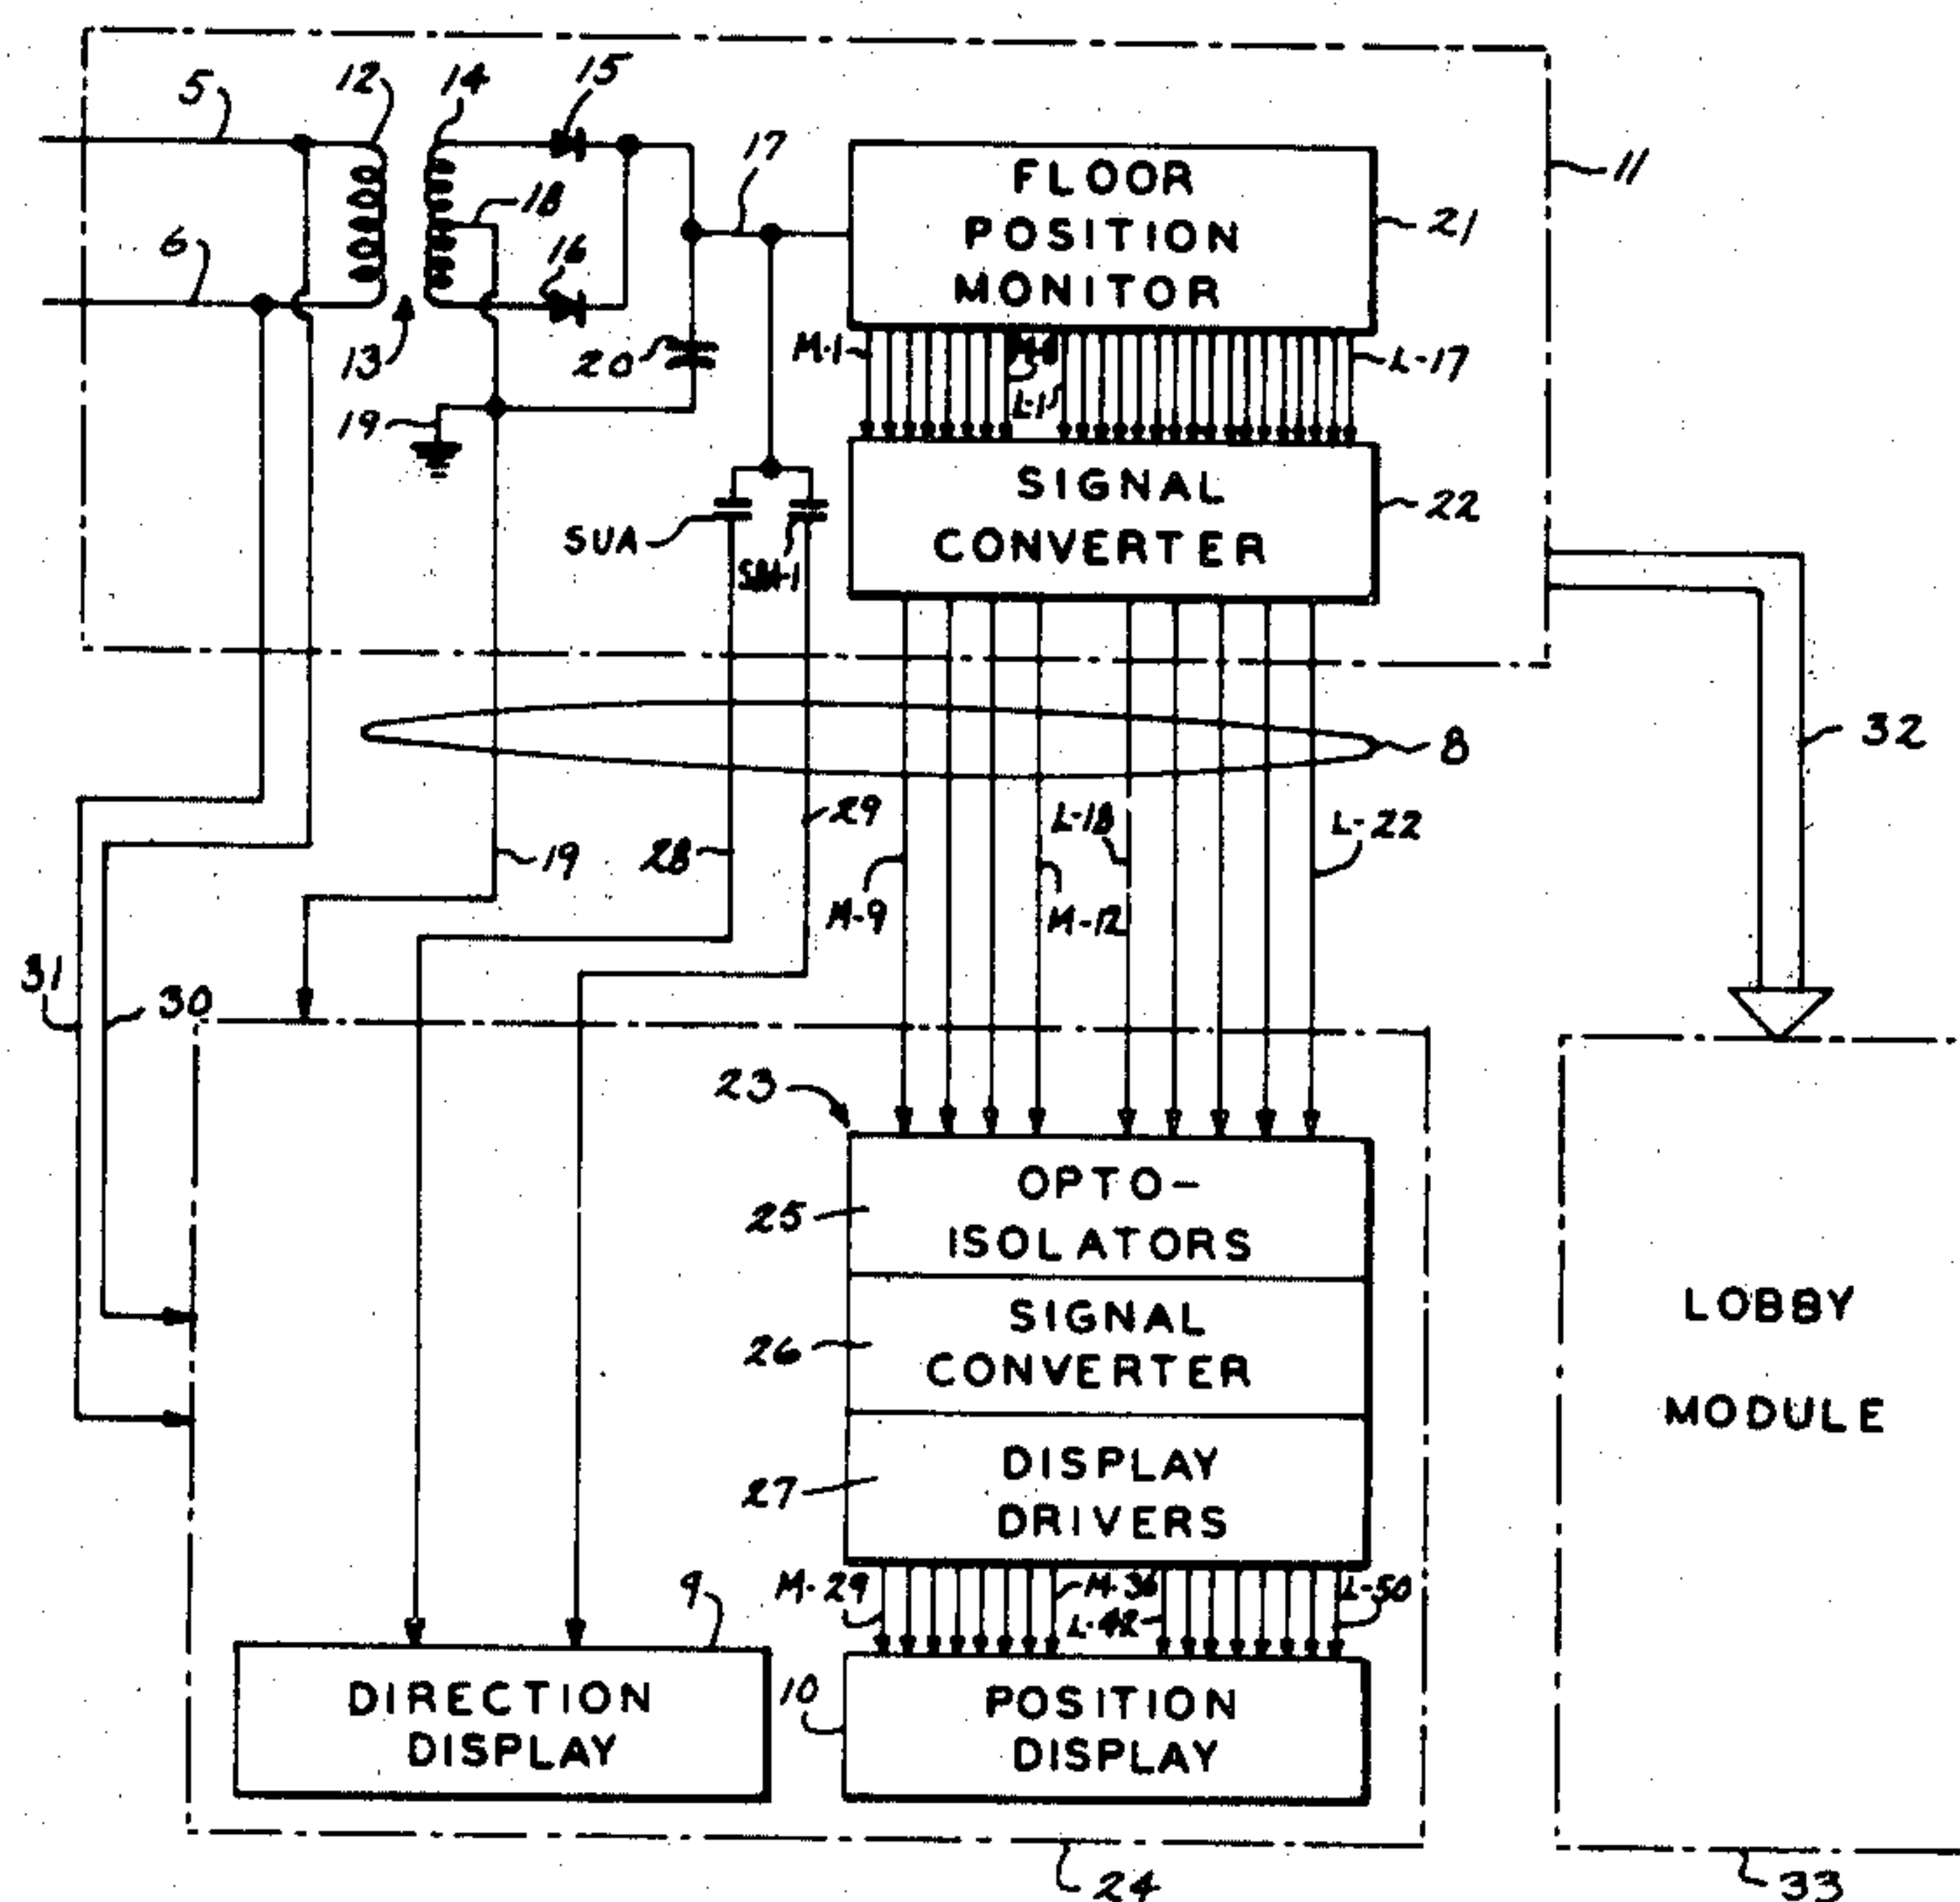 5
12
14
15
17
FLOOR
POSITION
MONITOR
11
18
21
6
16
13
20
M-1
L-1
L-17
19
SIGNAL
CONVERTER
22
SUA
8
32
29
L-18
L-22
19
28
M-9
M-12
31
30
23
OPTO-
ISOLATORS
25
SIGNAL
CONVERTER
26
LOBBY
MODULE
DISPLAY
DRIVERS
27
9
M-29
M-36
L-42
L-50
DIRECTION
DISPLAY
10
POSITION
DISPLAY
24
33